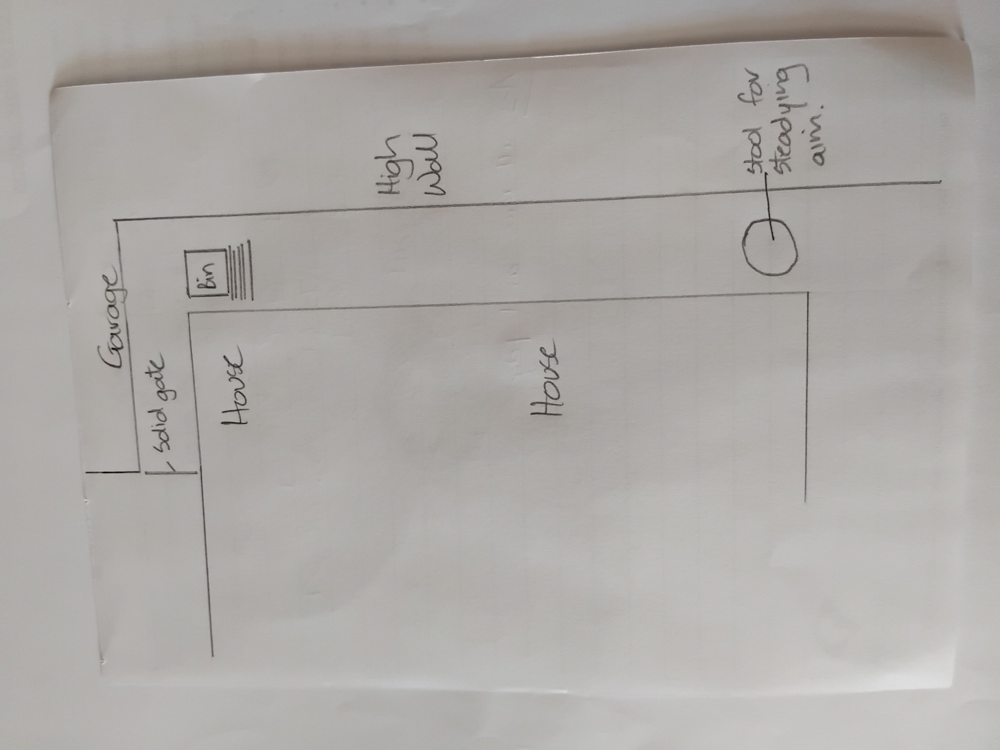 Garage
Solid gate
Bin
House
High
Wall
House
Stool for
steadying
aim.